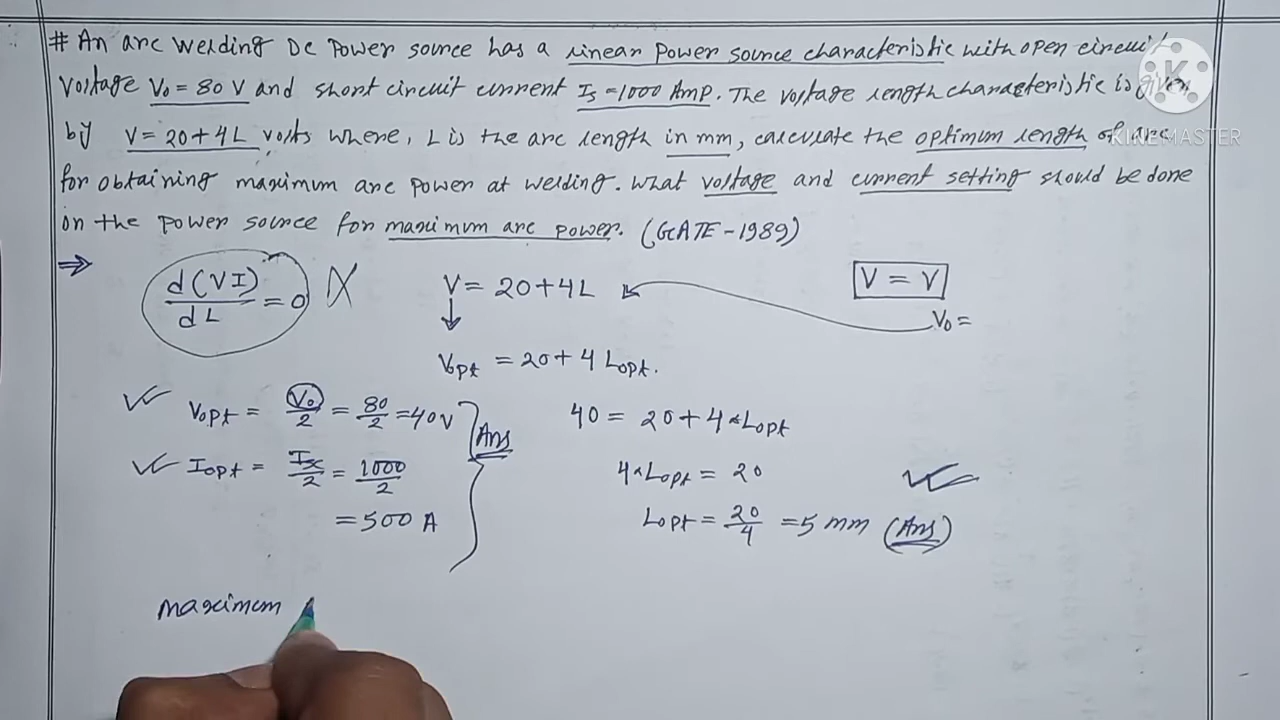 # An arc welding DC power source has a linear power source characteristic with open circuit
voltage V₀ = 80 V and short circuit current Is = 1000 Amp. The voltage length characteristic is given
by V = 20 + 4L volts where, L is the arc length in mm, calculate the optimum length of arc
for obtaining maximum arc power at welding. What voltage and current setting should be done
on the power source for maximum arc power. (GATE - 1989)
⇒ d(VI)/dL = 0 X
V = 20 + 4L
V = V
V₀ =
Vopt = 20 + 4 Lopt.
Vopt = V₀/2 = 80/2 = 40V
Ans
Iopt = Is/2 = 1000/2
= 500 A
40 = 20 + 4 × Lopt
4 × Lopt = 20
Lopt = 20/4 = 5 mm (Ans)
maximum
K
KINEMASTER